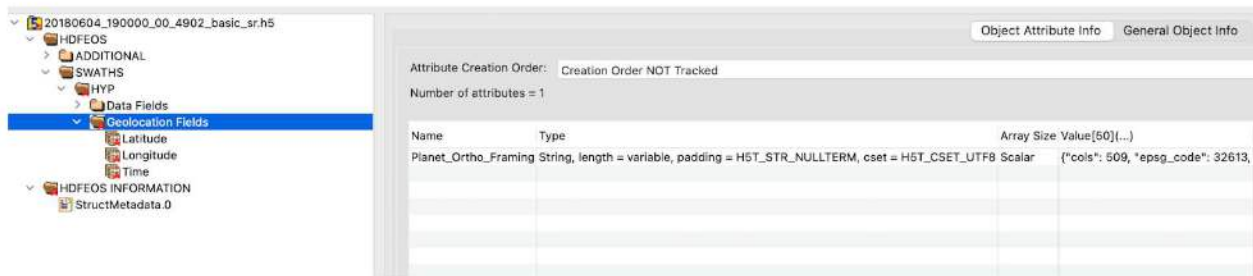 20180604_190000_00_4902_basic_sr.h5
HDFEOS
ADDITIONAL
SWATHS
HYP
Data Fields
Geolocation Fields
Latitude
Longitude
Time
HDFEOS INFORMATION
StructMetadata.0
Object Attribute Info General Object Info
Attribute Creation Order: Creation Order NOT Tracked
Number of attributes = 1
Name Type Array Size Value[50](...)
Planet_Ortho_Framing String, length = variable, padding = H5T_STR_NULLTERM, cset = H5T_CSET_UTF8 Scalar {"cols": 509, "epsg_code": 32613,